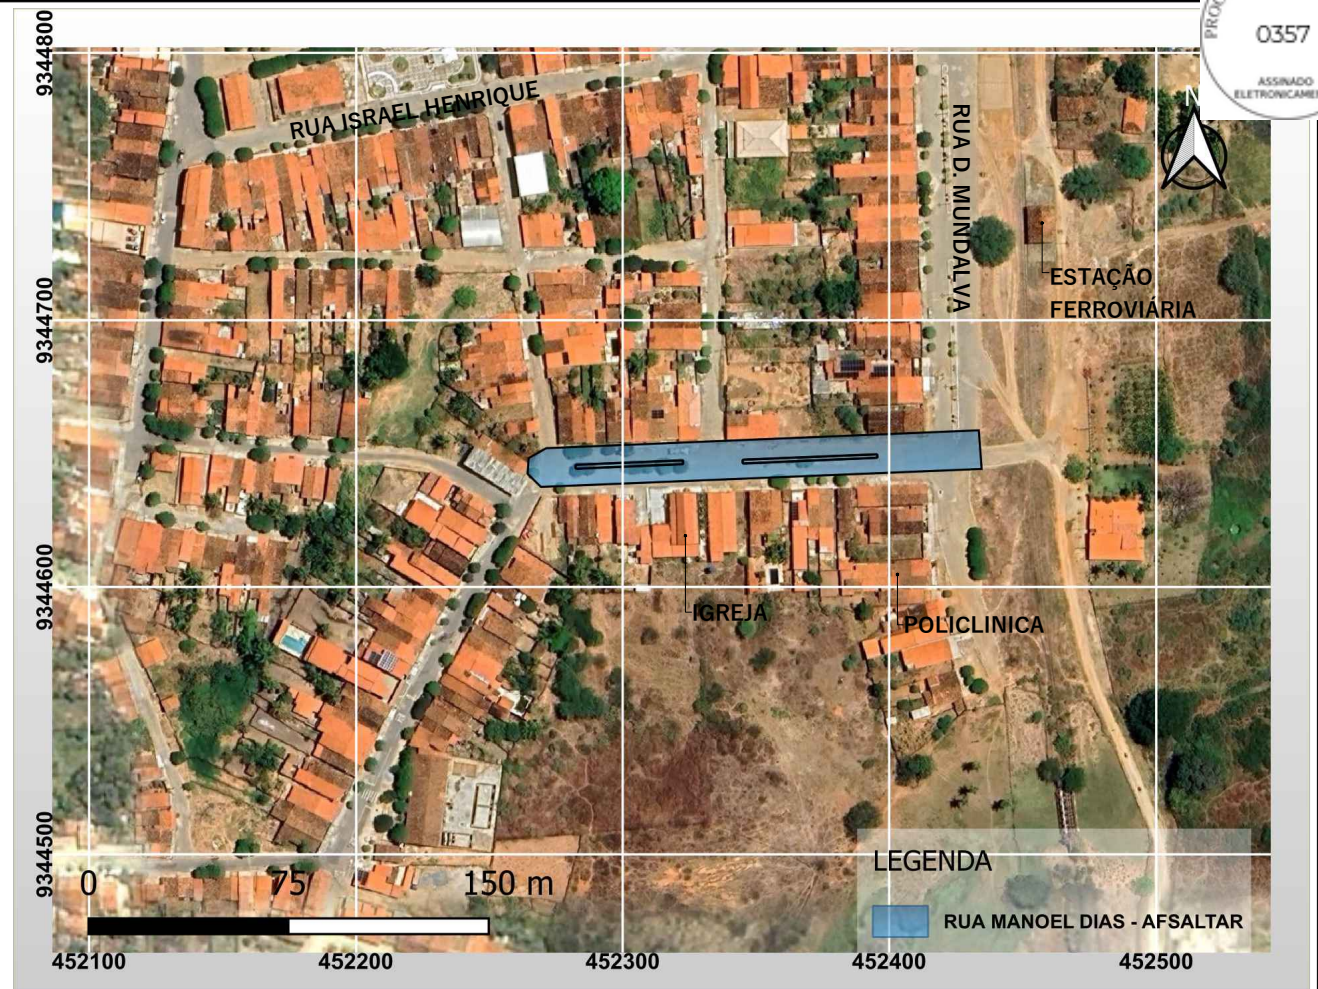 PROC
0357
ASSINADO
9344800
RUA ISRAEL HENRIQUE
RUA D. MUNDALVA
N
ESTAÇÃO
FERROVIÁRIA
9344700
9344600
IGREJA
POLICLINICA
9344500
0 75 150 m
LEGENDA
RUA MANOEL DIAS - AFSALTAR
452100 452200 452300 452400 452500